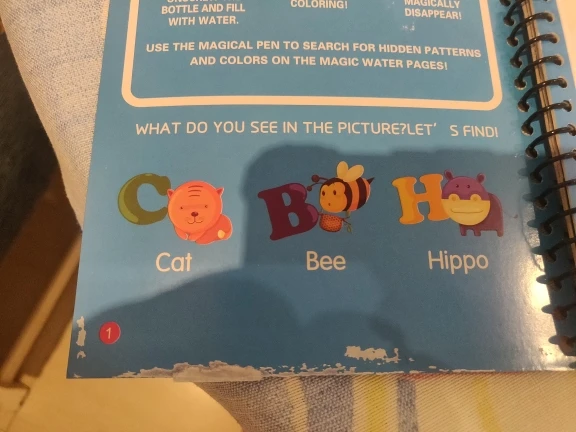 BOTTLE AND FILL
WITH WATER.
COLORING!
MAGICALLY
DISAPPEAR!
USE THE MAGICAL PEN TO SEARCH FOR HIDDEN PATTERNS
AND COLORS ON THE MAGIC WATER PAGES!
WHAT DO YOU SEE IN THE PICTURE?LET' S FIND!
C
B
H
Cat
Bee
Hippo
1